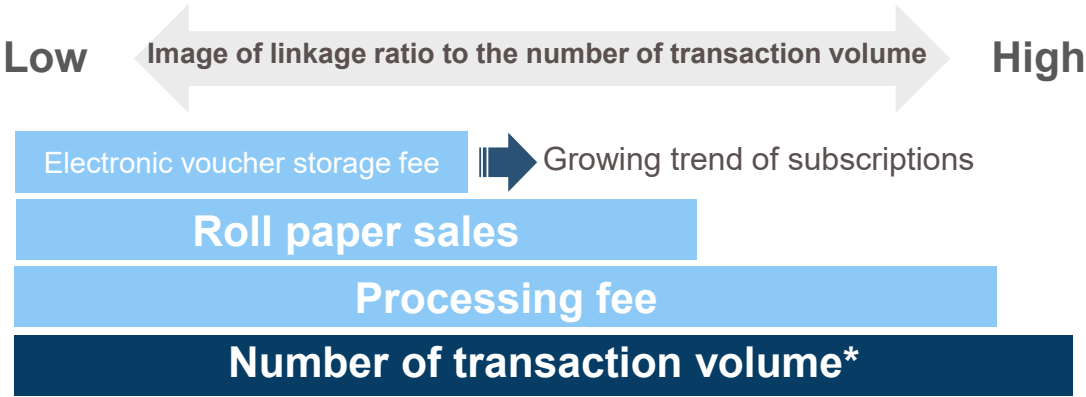 Low
Image of linkage ratio to the number of transaction volume
High
Electronic voucher storage fee
Growing trend of subscriptions
Roll paper sales
Processing fee
Number of transaction volume*